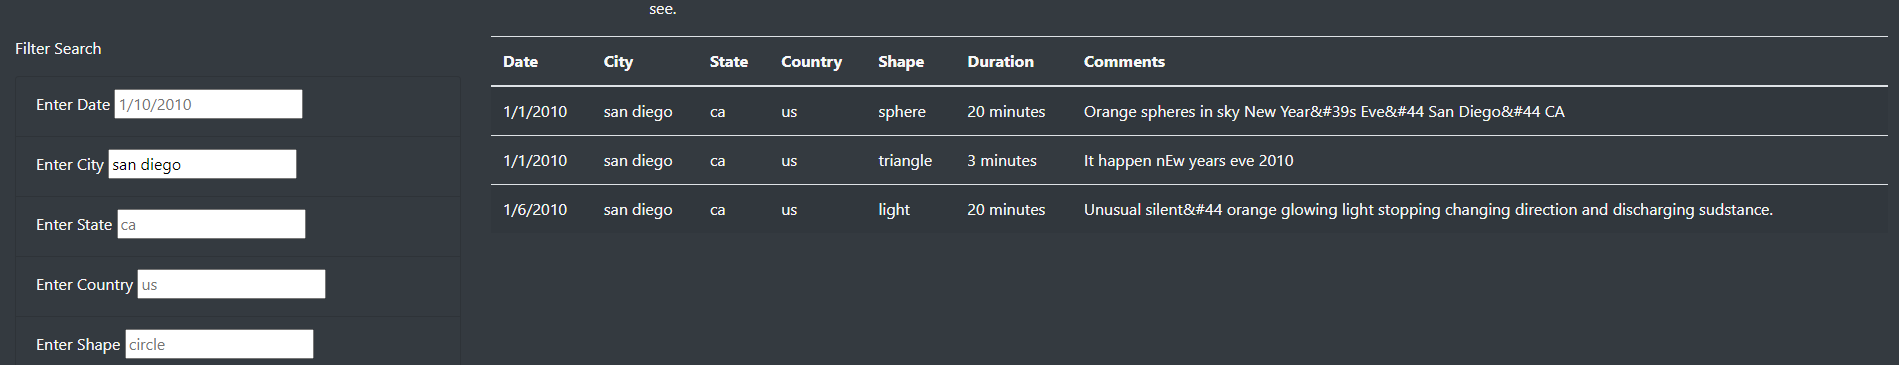 see.
Filter Search
Enter Date 1/10/2010
Enter City san diego
Enter State ca
Enter Country us
Enter Shape circle
Date City State Country Shape Duration Comments
1/1/2010 san diego ca us sphere 20 minutes Orange spheres in sky New Year&#39s Eve&#44 San Diego&#44 CA
1/1/2010 san diego ca us triangle 3 minutes It happen nEw years eve 2010
1/6/2010 san diego ca us light 20 minutes Unusual silent&#44 orange glowing light stopping changing direction and discharging sudstance.